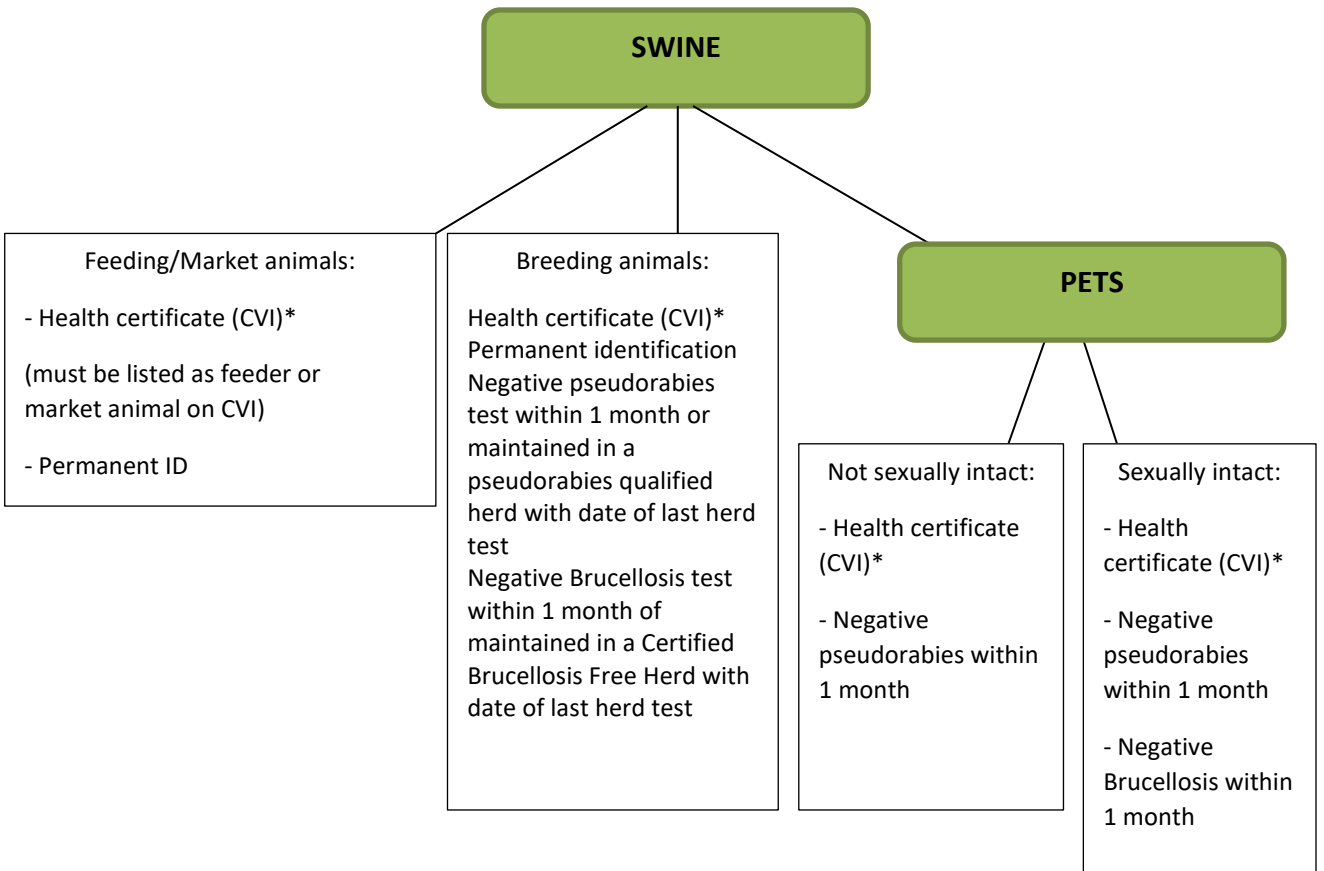 SWINE
Feeding/Market animals:
- Health certificate (CVI)*
(must be listed as feeder or
market animal on CVI)
- Permanent ID
Breeding animals:
Health certificate (CVI)*
Permanent identification
Negative pseudorabies
test within 1 month or
maintained in a
pseudorabies qualified
herd with date of last herd
test
Negative Brucellosis test
within 1 month of
maintained in a Certified
Brucellosis Free Herd with
date of last herd test
PETS
Not sexually intact:
- Health certificate
(CVI)*
- Negative
pseudorabies within
1 month
Sexually intact:
- Health
certificate (CVI)*
- Negative
pseudorabies
within 1 month
- Negative
Brucellosis within
1 month